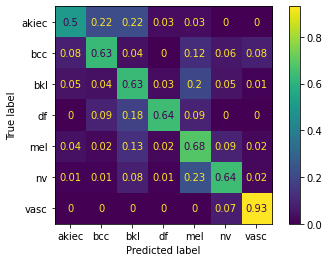 akiec 0.5 0.22 0.22 0.03 0.03 0 0
bcc 0.08 0.63 0.04 0 0.12 0.06 0.08
bkl 0.05 0.04 0.63 0.03 0.2 0.05 0.01
df 0 0.09 0.18 0.64 0.09 0 0
mel 0.04 0.02 0.13 0.02 0.68 0.09 0.02
nv 0.01 0.01 0.08 0.01 0.23 0.64 0.02
vasc 0 0 0 0 0 0.07 0.93
akiec bcc bkl df mel nv vasc
Predicted label
True label
0.8
0.6
0.4
0.2
0.0